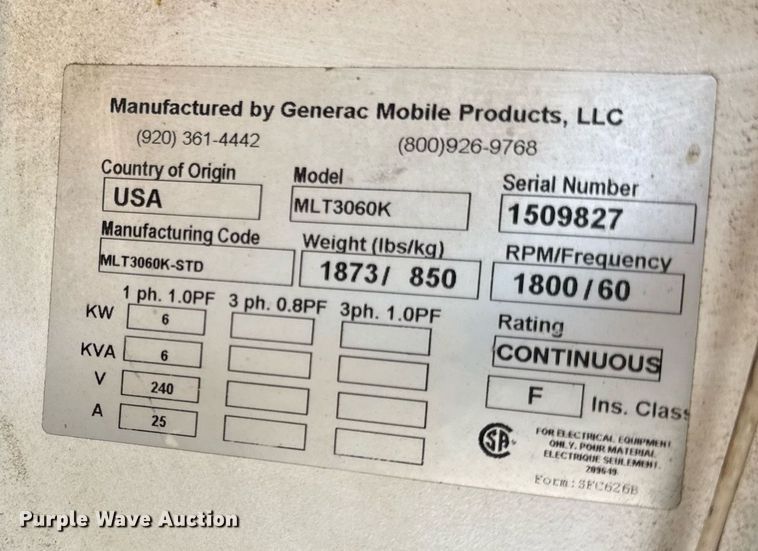 Manufactured by Generac Mobile Products, LLC
(920) 361-4442 (800)926-9768
Country of Origin Model Serial Number
USA MLT3060K 1509827
Manufacturing Code Weight (lbs/kg) RPM/Frequency
MLT3060K-STD 1873/ 850 1800/60
1 ph. 1.0PF 3 ph. 0.8PF 3ph. 1.0PF
KW 6
KVA 6
V 240
A 25
Rating
CONTINUOUS
F Ins. Class
SA
FOR ELECTRICAL EQUIPMENT
ONLY. POUR MATERIAL
ELECTRIQUE SEULEMENT.
209649
Form:SFC626B
Purple Wave Auction